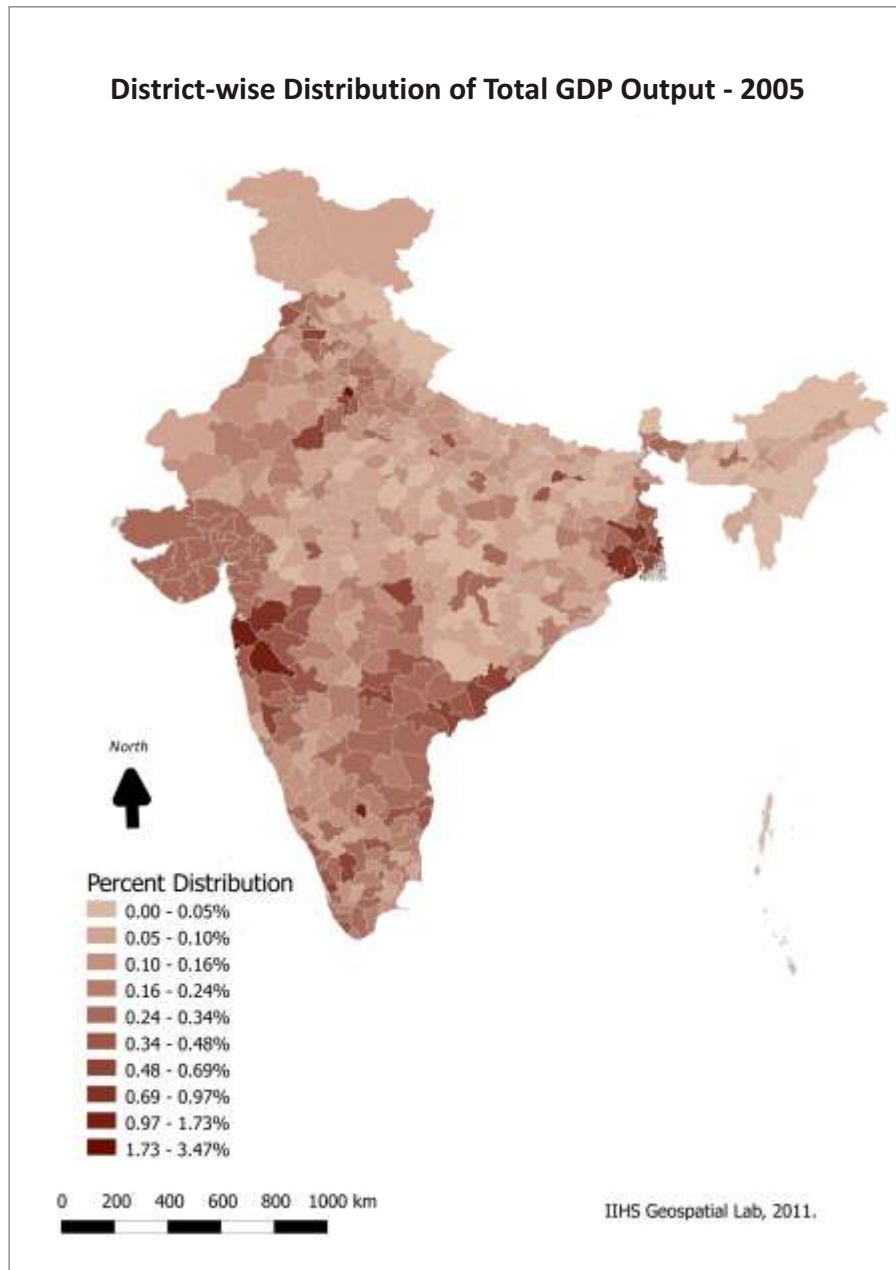 District-wise Distribution of Total GDP Output - 2005
North
Percent Distribution
0.00 - 0.05%
0.05 - 0.10%
0.10 - 0.16%
0.16 - 0.24%
0.24 - 0.34%
0.34 - 0.48%
0.48 - 0.69%
0.69 - 0.97%
0.97 - 1.73%
1.73 - 3.47%
0 200 400 600 800 1000 km
IIHS Geospatial Lab, 2011.